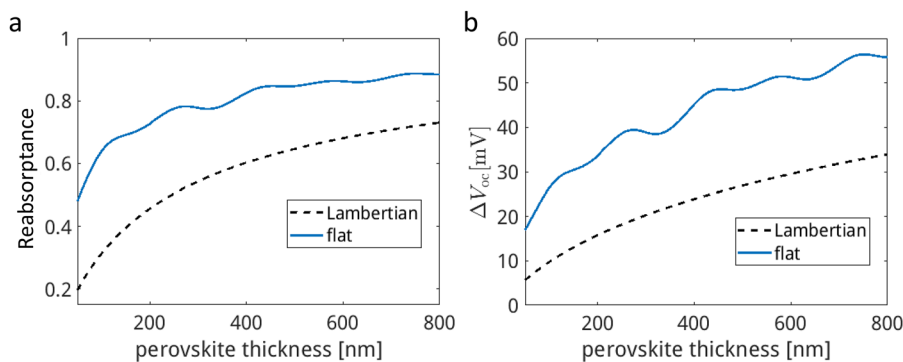 a
1
0.8
0.6
0.4
0.2
Reabsorptance
Lambertian
flat
200
400
600
800
perovskite thickness [nm]
b
60
50
40
30
20
10
0
ΔVoc [mV]
Lambertian
flat
200
400
600
800
perovskite thickness [nm]